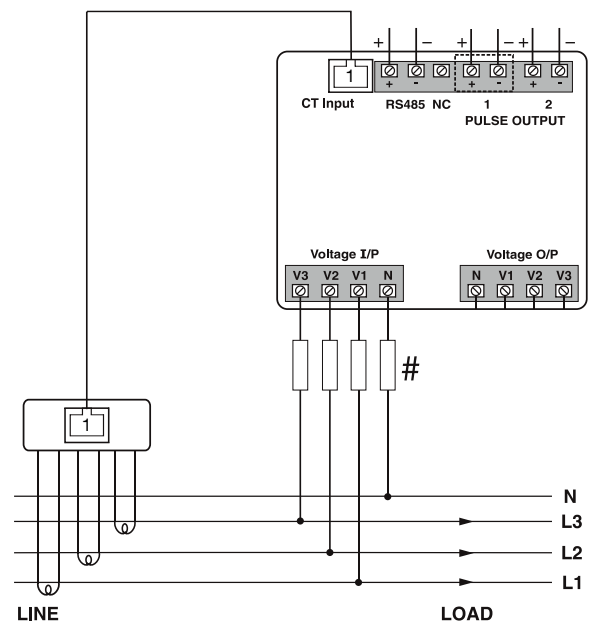 + – + – + –
1
+ - + - + -
CT Input RS485 NC 1 2
PULSE OUTPUT
Voltage I/P Voltage O/P
V3 V2 V1 N N V1 V2 V3
#
1
N
L3
L2
L1
LINE LOAD